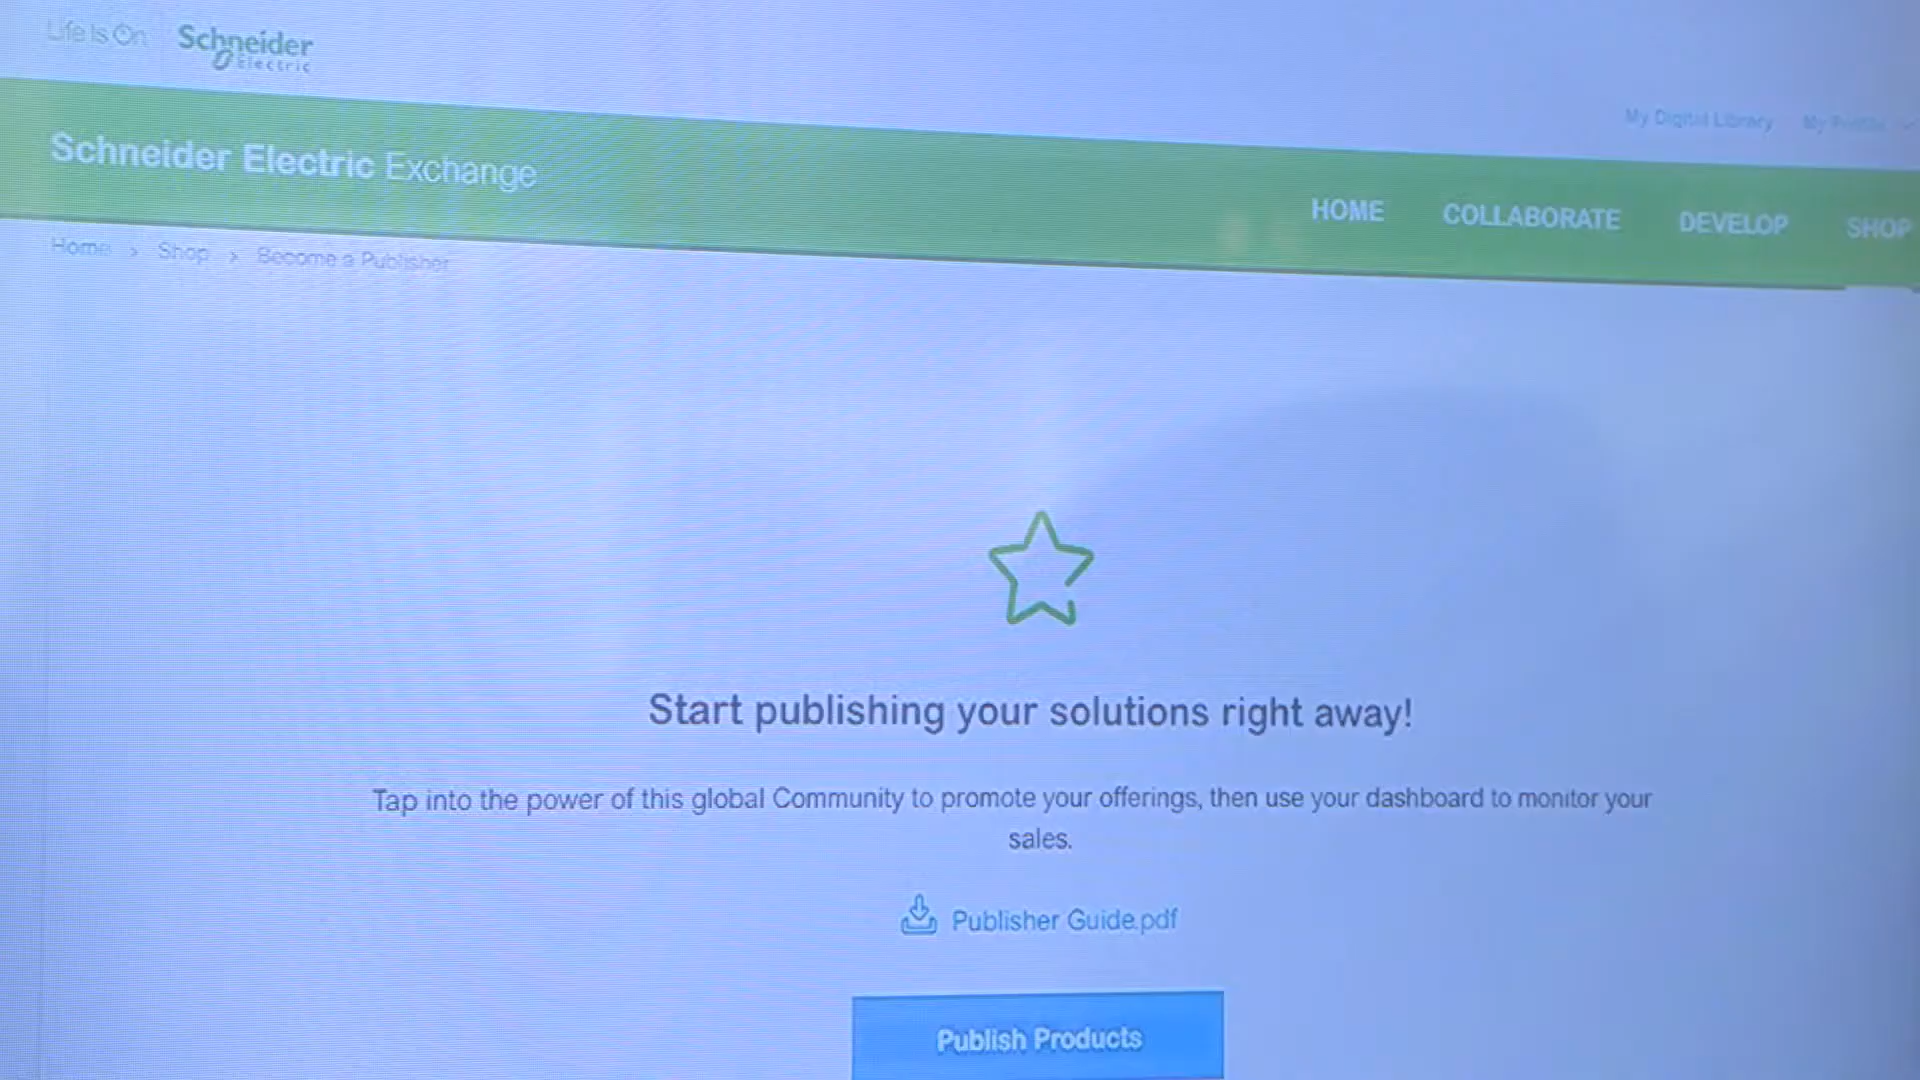 Life Is On Schneider Electric
My Digital Library My Profile
Schneider Electric Exchange
HOME COLLABORATE DEVELOP SHOP
Home > Shop > Become a Publisher
Start publishing your solutions right away!
Tap into the power of this global Community to promote your offerings, then use your dashboard to monitor your
sales.
Publisher Guide.pdf
Publish Products